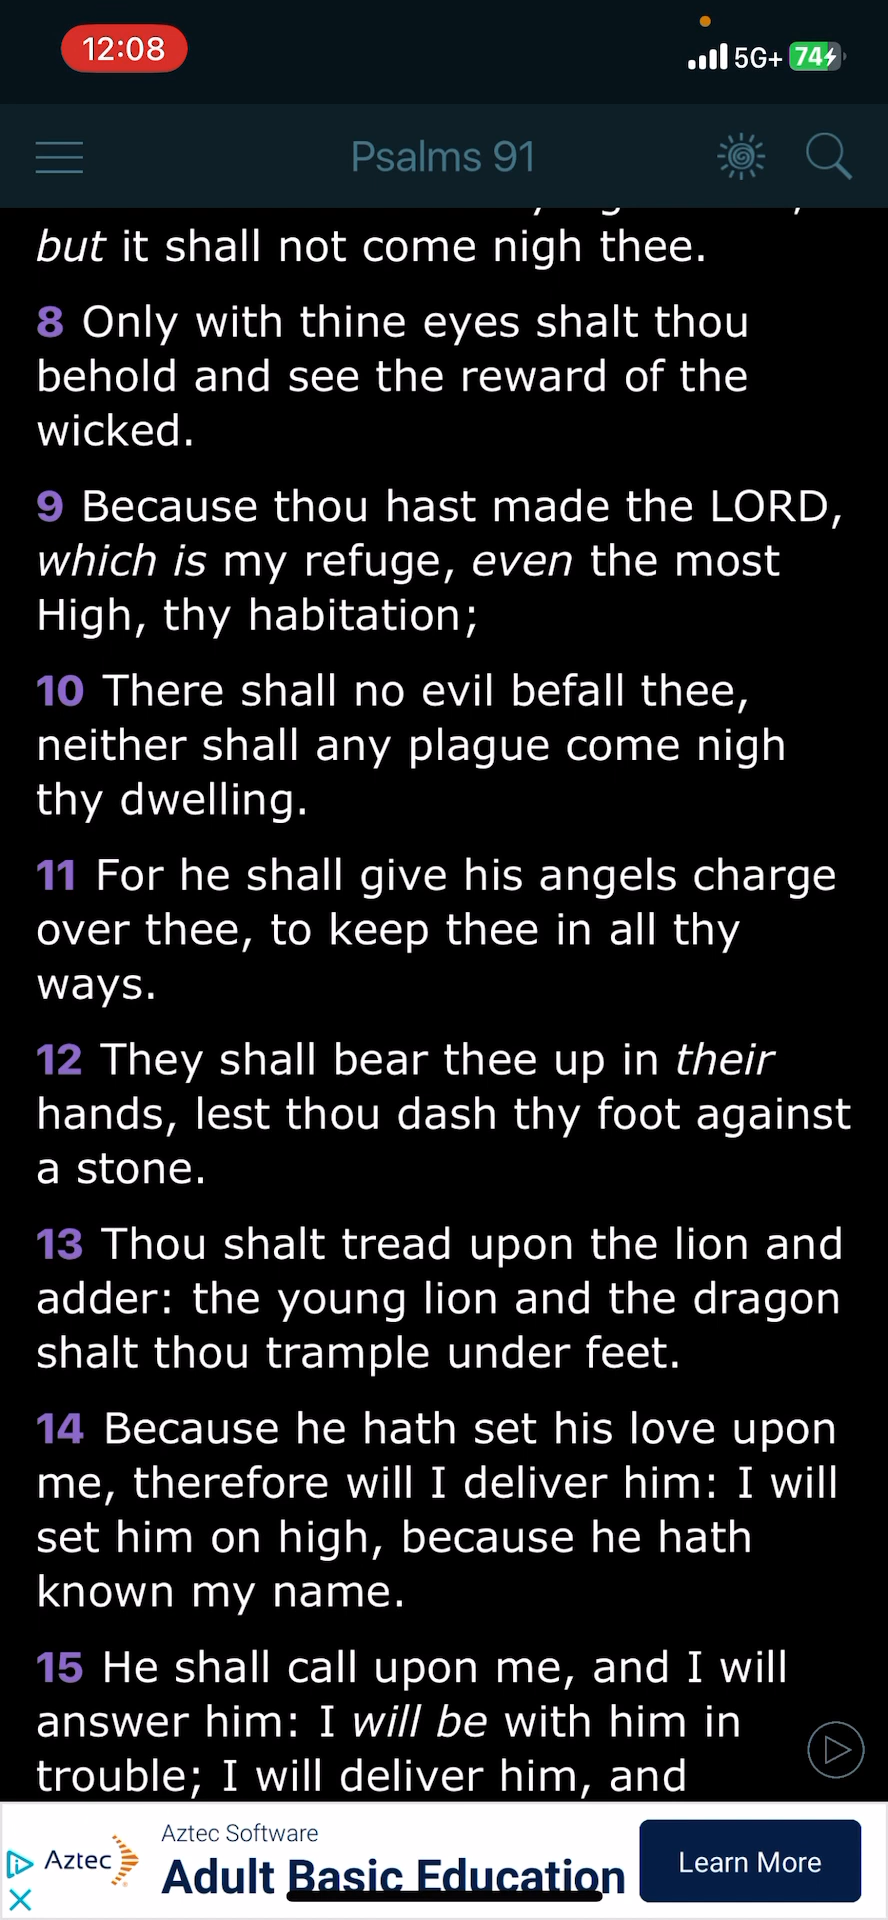 12:08
5G+ 74
Psalms 91
but it shall not come nigh thee.
8 Only with thine eyes shalt thou
behold and see the reward of the
wicked.
9 Because thou hast made the LORD,
which is my refuge, even the most
High, thy habitation;
10 There shall no evil befall thee,
neither shall any plague come nigh
thy dwelling.
11 For he shall give his angels charge
over thee, to keep thee in all thy
ways.
12 They shall bear thee up in their
hands, lest thou dash thy foot against
a stone.
13 Thou shalt tread upon the lion and
adder: the young lion and the dragon
shalt thou trample under feet.
14 Because he hath set his love upon
me, therefore will I deliver him: I will
set him on high, because he hath
known my name.
15 He shall call upon me, and I will
answer him: I will be with him in
trouble; I will deliver him, and
Aztec
Aztec Software
Adult Basic Education
Learn More